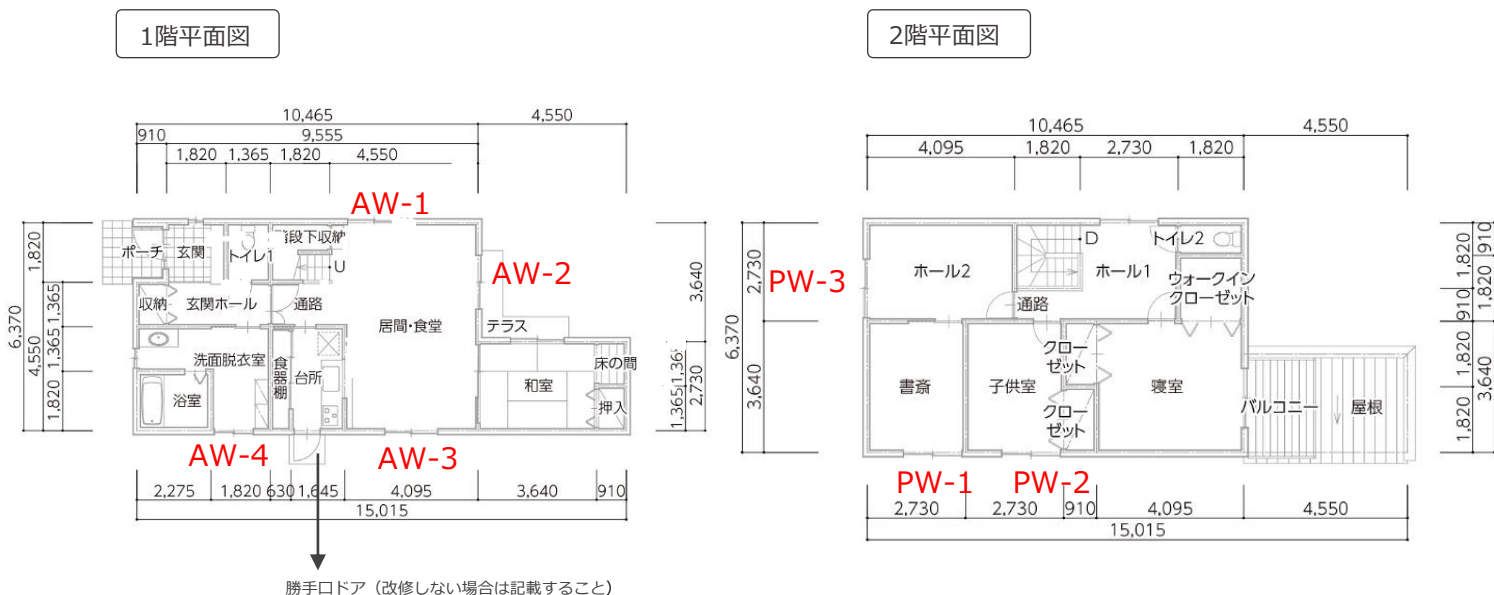 1階平面図
10,465 4,550
910 9,555
1,820 1,365 1,820 4,550
AW-1
AW-2
AW-3
AW-4
ポーチ
玄関
トイレ1
階段下収納
U
収納
玄関ホール
通路
居間・食堂
テラス
洗面脱衣室
食器棚
台所
和室
床の間
押入
浴室
6,370
1,820
4,550
1,365
1,365
1,820
3,640
2,730
1,365
1,365
2,275 1,820 630 1,645 4,095 3,640 910
15,015
勝手口ドア（改修しない場合は記載すること）
2階平面図
10,465 4,550
4,095 1,820 2,730 1,820
PW-3
PW-1
PW-2
D
トイレ2
ホール2
ホール1
ウォークイン
クローゼット
通路
クロー
ゼット
書斎
子供室
寝室
クロー
ゼット
バルコニー
屋根
6,370
2,730
3,640
1,820
910
910
1,820
1,820
1,820
910
3,640
2,730 2,730 910 4,095 4,550
15,015